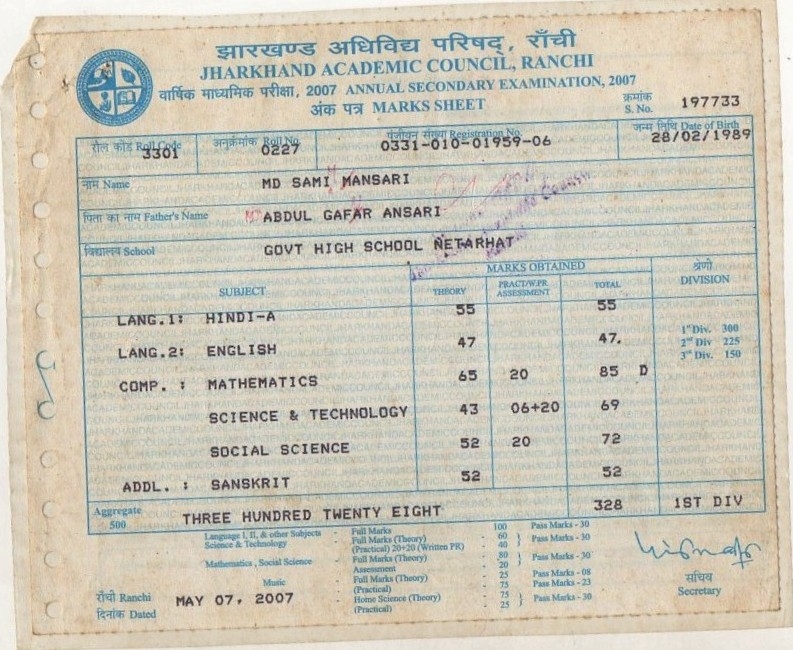 झारखण्ड अधिविद्य परिषद्, राँची
JHARKHAND ACADEMIC COUNCIL, RANCHI
वार्षिक माध्यमिक परीक्षा, 2007 ANNUAL SECONDARY EXAMINATION, 2007
अंक पत्र MARKS SHEET
क्रमांक
S. No. 197733
रौल कोड Roll Code 3301
अनुक्रमांक Roll No. 0227
पंजीयन संख्या Registration No. 0331-010-01959-06
जन्म तिथि Date of Birth 28/02/1989
नाम Name MD SAMI MANSARI
पिता का नाम Father's Name MD ABDUL GAFAR ANSARI
विद्यालय School GOVT HIGH SCHOOL NETARHAT
SUBJECT MARKS OBTAINED श्रेणी
THEORY PRACT/W.PR ASSESSMENT TOTAL DIVISION
LANG.1: HINDI-A 55 55
LANG.2: ENGLISH 47 47.
COMP. : MATHEMATICS 65 20 85 D
SCIENCE & TECHNOLOGY 43 06+20 69
SOCIAL SCIENCE 52 20 72
ADDL. : SANSKRIT 52 52
1st Div. 300
2nd Div 225
3rd Div. 150
Aggregate 500 THREE HUNDRED TWENTY EIGHT 328 1ST DIV
Language I, II, & other Subjects - Full Marks - 100 Pass Marks - 30
Science & Technology - Full Marks (Theory) - 60 } Pass Marks - 30
(Practical) 20+20 (Written PR) - 40
Mathematics, Social Science - Full Marks (Theory) - 80 } Pass Marks - 30
Assessment - 20
Music - Full Marks (Theory) - 25 Pass Marks - 08
(Practical) - 75 Pass Marks - 23
- Home Science (Theory) - 75 } Pass Marks - 30
(Practical) - 25
राँची Ranchi
दिनांक Dated MAY 07, 2007
सचिव
Secretary